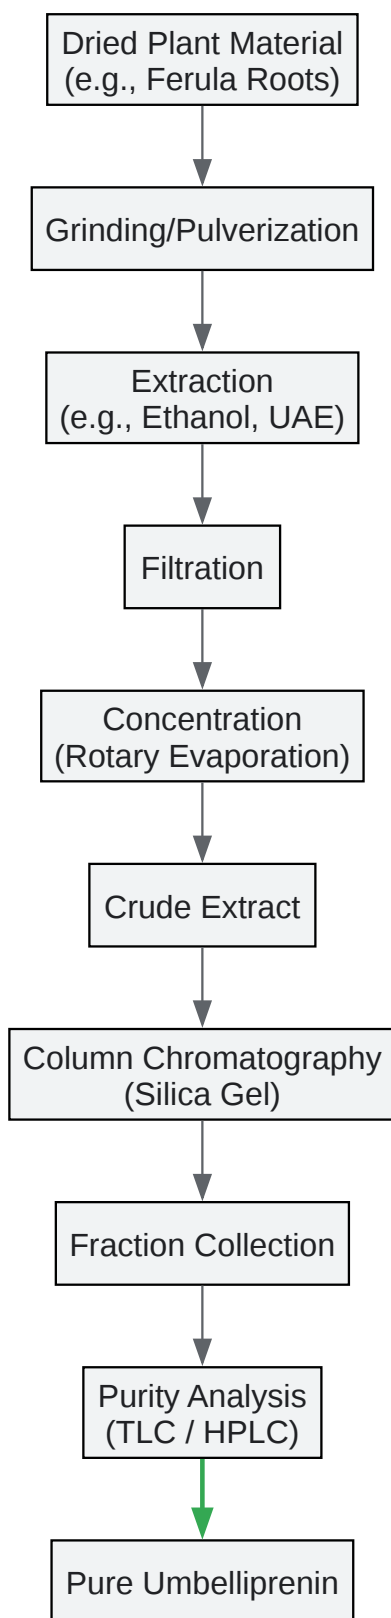 Dried Plant Material
(e.g., Ferula Roots)
Grinding/Pulverization
Extraction
(e.g., Ethanol, UAE)
Filtration
Concentration
(Rotary Evaporation)
Crude Extract
Column Chromatography
(Silica Gel)
Fraction Collection
Purity Analysis
(TLC / HPLC)
Pure Umbelliprenin